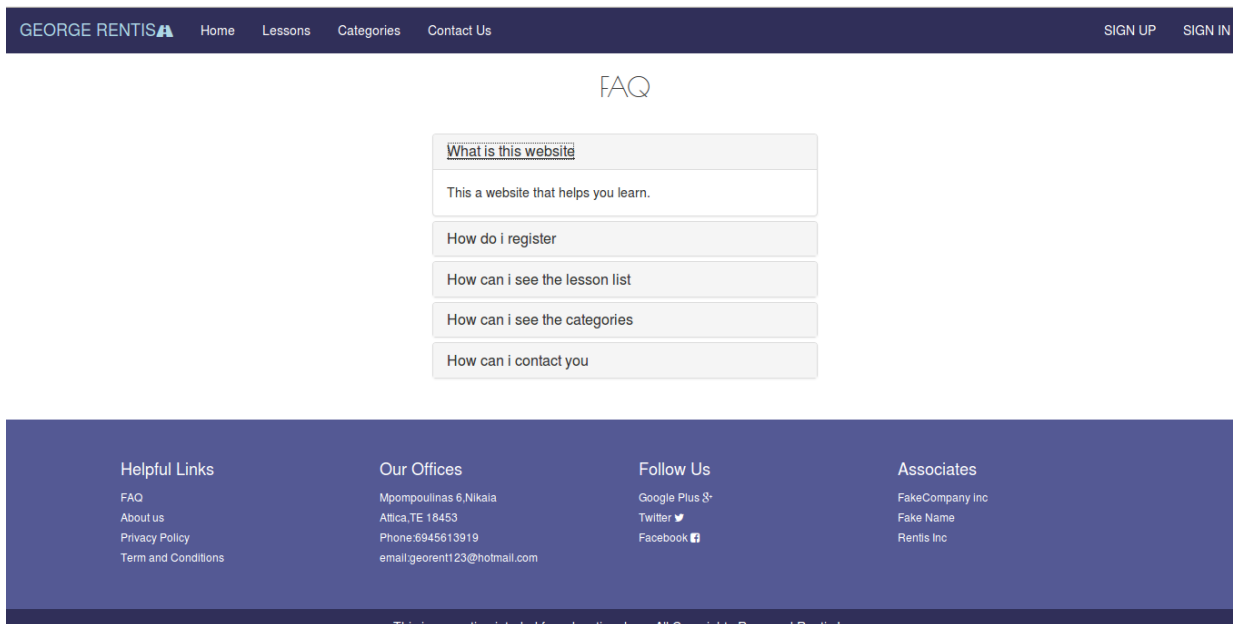 GEORGE RENTIS Home Lessons Categories Contact Us SIGN UP SIGN IN
FAQ
What is this website
This a website that helps you learn.
How do i register
How can i see the lesson list
How can i see the categories
How can i contact you
Helpful Links
FAQ
About us
Privacy Policy
Term and Conditions
Our Offices
Mpompoulinas 6,Nikaia
Attica,TE 18453
Phone:6945613919
email:georent123@hotmail.com
Follow Us
Google Plus
Twitter
Facebook
Associates
FakeCompany inc
Fake Name
Rentis Inc